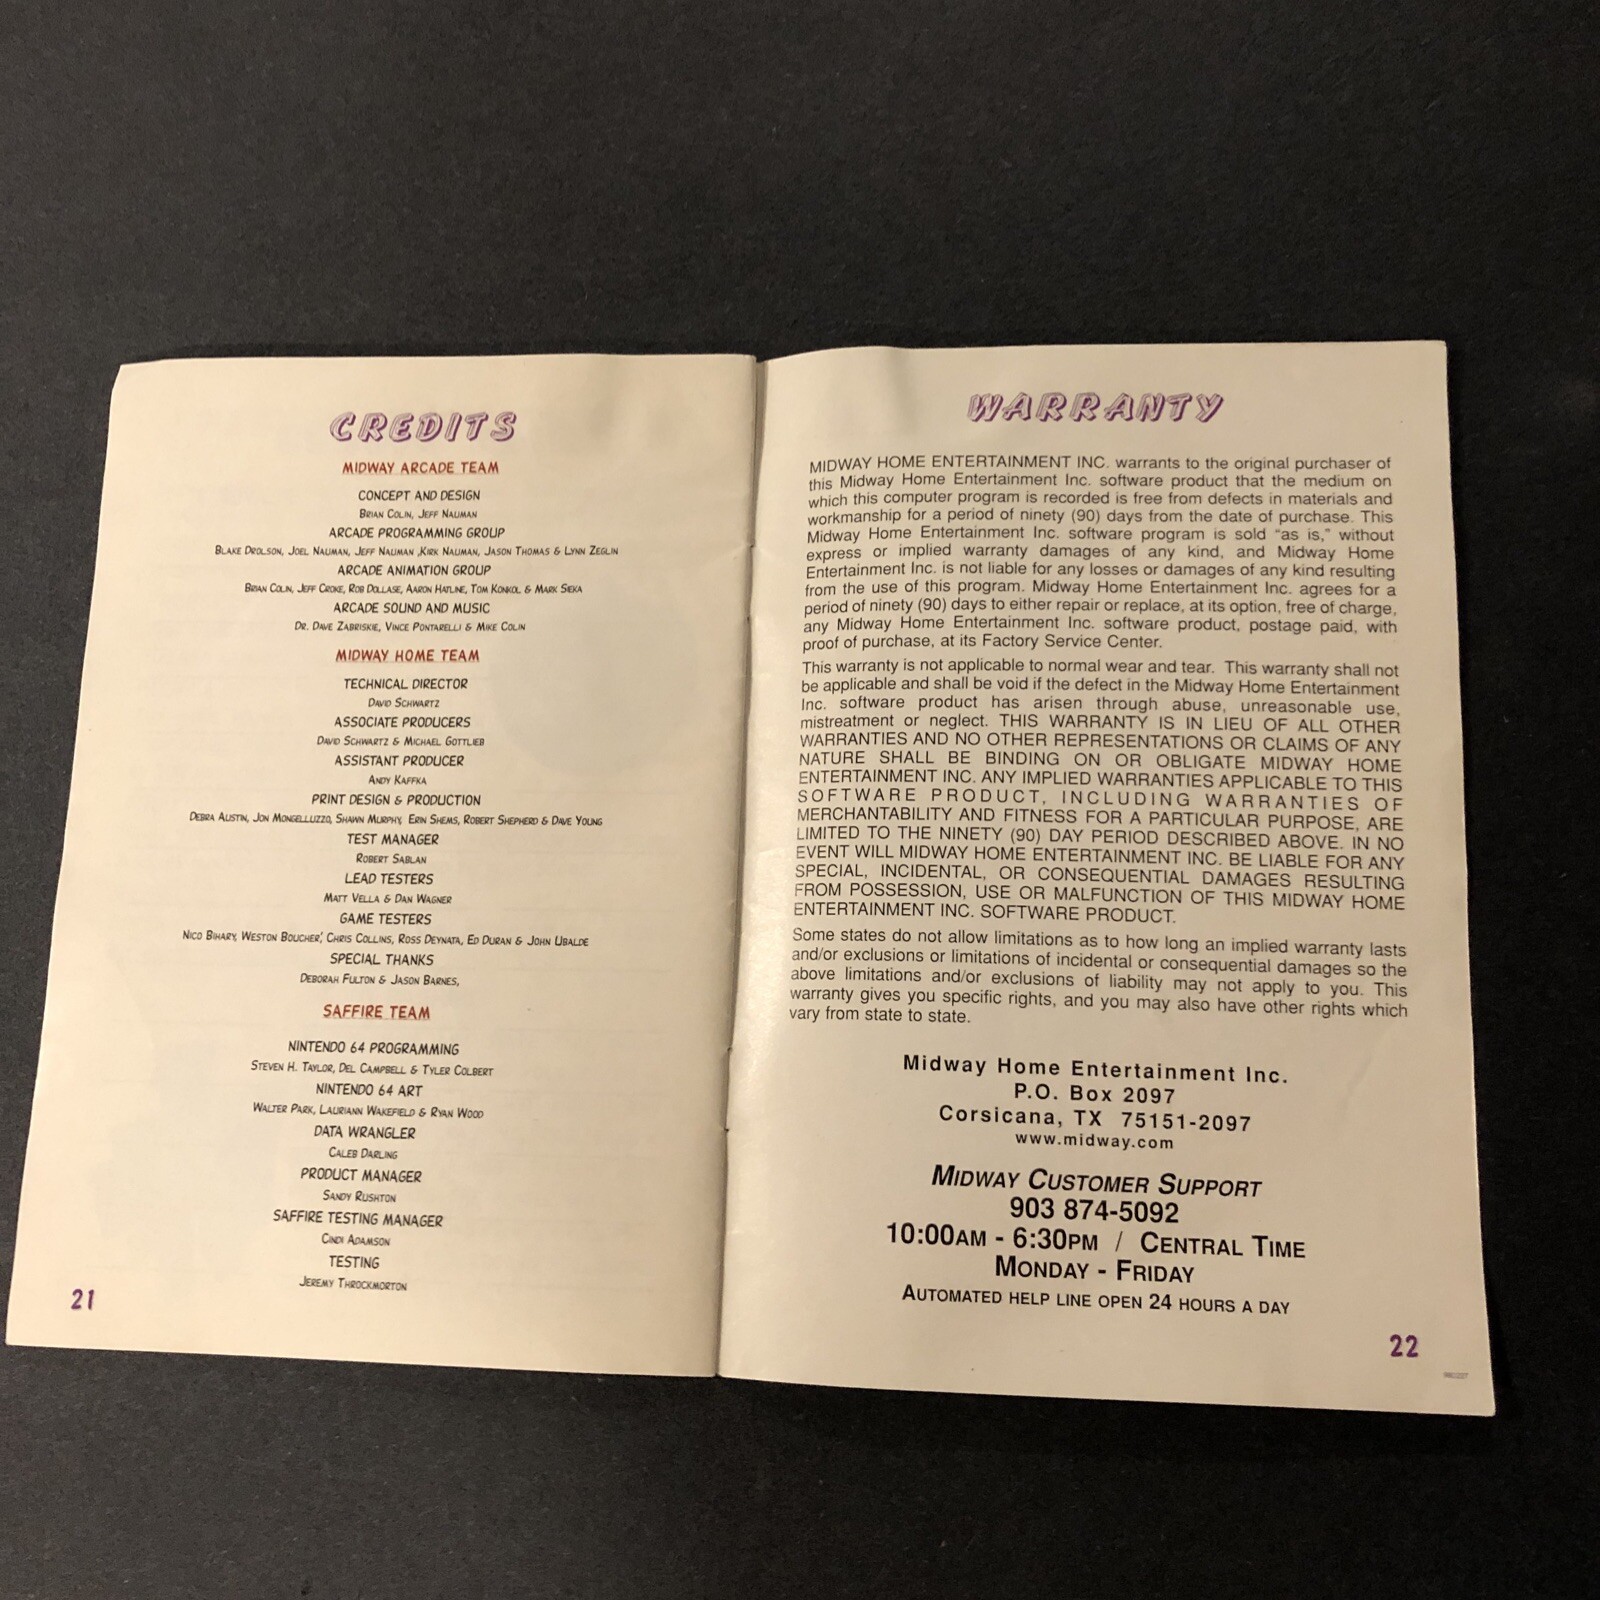 CREDITS
MIDWAY ARCADE TEAM
CONCEPT AND DESIGN
BRIAN COLIN, JEFF NAUMAN
ARCADE PROGRAMMING GROUP
BLAKE DROLSON, JOEL NAUMAN, JEFF NAUMAN ,KIRK NAUMAN, JASON THOMAS & LYNN ZEGLIN
ARCADE ANIMATION GROUP
BRIAN COLIN, JEFF CROKE, ROB DOLLASE, AARON HATLINE, TOM KONKOL & MARK SIEKA
ARCADE SOUND AND MUSIC
DR. DAVE ZABRISKIE, VINCE PONTARELLI & MIKE COLIN
MIDWAY HOME TEAM
TECHNICAL DIRECTOR
DAVID SCHWARTZ
ASSOCIATE PRODUCERS
DAVID SCHWARTZ & MICHAEL GOTTLIEB
ASSISTANT PRODUCER
ANDY KAFFKA
PRINT DESIGN & PRODUCTION
DEBRA AUSTIN, JON MONGELLUZZO, SHAWN MURPHY, ERIN SHEMS, ROBERT SHEPHERD & DAVE YOUNG
TEST MANAGER
ROBERT SABLAN
LEAD TESTERS
MATT VELLA & DAN WAGNER
GAME TESTERS
NICO BIHARY, WESTON BOUCHER', CHRIS COLLINS, ROSS DEYNATA, ED DURAN & JOHN UBALDE
SPECIAL THANKS
DEBORAH FULTON & JASON BARNES,
SAFFIRE TEAM
NINTENDO 64 PROGRAMMING
STEVEN H. TAYLOR, DEL CAMPBELL & TYLER COLBERT
NINTENDO 64 ART
WALTER PARK, LAURIANN WAKEFIELD & RYAN WOOD
DATA WRANGLER
CALEB DARLING
PRODUCT MANAGER
SANDY RUSHTON
SAFFIRE TESTING MANAGER
CINDI ADAMSON
TESTING
JEREMY THROCKMORTON
21
WARRANTY
MIDWAY HOME ENTERTAINMENT INC. warrants to the original purchaser of
this Midway Home Entertainment Inc. software product that the medium on
which this computer program is recorded is free from defects in materials and
workmanship for a period of ninety (90) days from the date of purchase. This
Midway Home Entertainment Inc. software program is sold "as is," without
express or implied warranty damages of any kind, and Midway Home
Entertainment Inc. is not liable for any losses or damages of any kind resulting
from the use of this program. Midway Home Entertainment Inc. agrees for a
period of ninety (90) days to either repair or replace, at its option, free of charge,
any Midway Home Entertainment Inc. software product, postage paid, with
proof of purchase, at its Factory Service Center.
This warranty is not applicable to normal wear and tear. This warranty shall not
be applicable and shall be void if the defect in the Midway Home Entertainment
Inc. software product has arisen through abuse, unreasonable use,
mistreatment or neglect. THIS WARRANTY IS IN LIEU OF ALL OTHER
WARRANTIES AND NO OTHER REPRESENTATIONS OR CLAIMS OF ANY
NATURE SHALL BE BINDING ON OR OBLIGATE MIDWAY HOME
ENTERTAINMENT INC. ANY IMPLIED WARRANTIES APPLICABLE TO THIS
SOFTWARE PRODUCT, INCLUDING WARRANTIES OF
MERCHANTABILITY AND FITNESS FOR A PARTICULAR PURPOSE, ARE
LIMITED TO THE NINETY (90) DAY PERIOD DESCRIBED ABOVE. IN NO
EVENT WILL MIDWAY HOME ENTERTAINMENT INC. BE LIABLE FOR ANY
SPECIAL, INCIDENTAL, OR CONSEQUENTIAL DAMAGES RESULTING
FROM POSSESSION, USE OR MALFUNCTION OF THIS MIDWAY HOME
ENTERTAINMENT INC. SOFTWARE PRODUCT.
Some states do not allow limitations as to how long an implied warranty lasts
and/or exclusions or limitations of incidental or consequential damages so the
above limitations and/or exclusions of liability may not apply to you. This
warranty gives you specific rights, and you may also have other rights which
vary from state to state.
Midway Home Entertainment Inc.
P.O. Box 2097
Corsicana, TX 75151-2097
www.midway.com
MIDWAY CUSTOMER SUPPORT
903 874-5092
10:00AM - 6:30PM / CENTRAL TIME
MONDAY - FRIDAY
AUTOMATED HELP LINE OPEN 24 HOURS A DAY
22